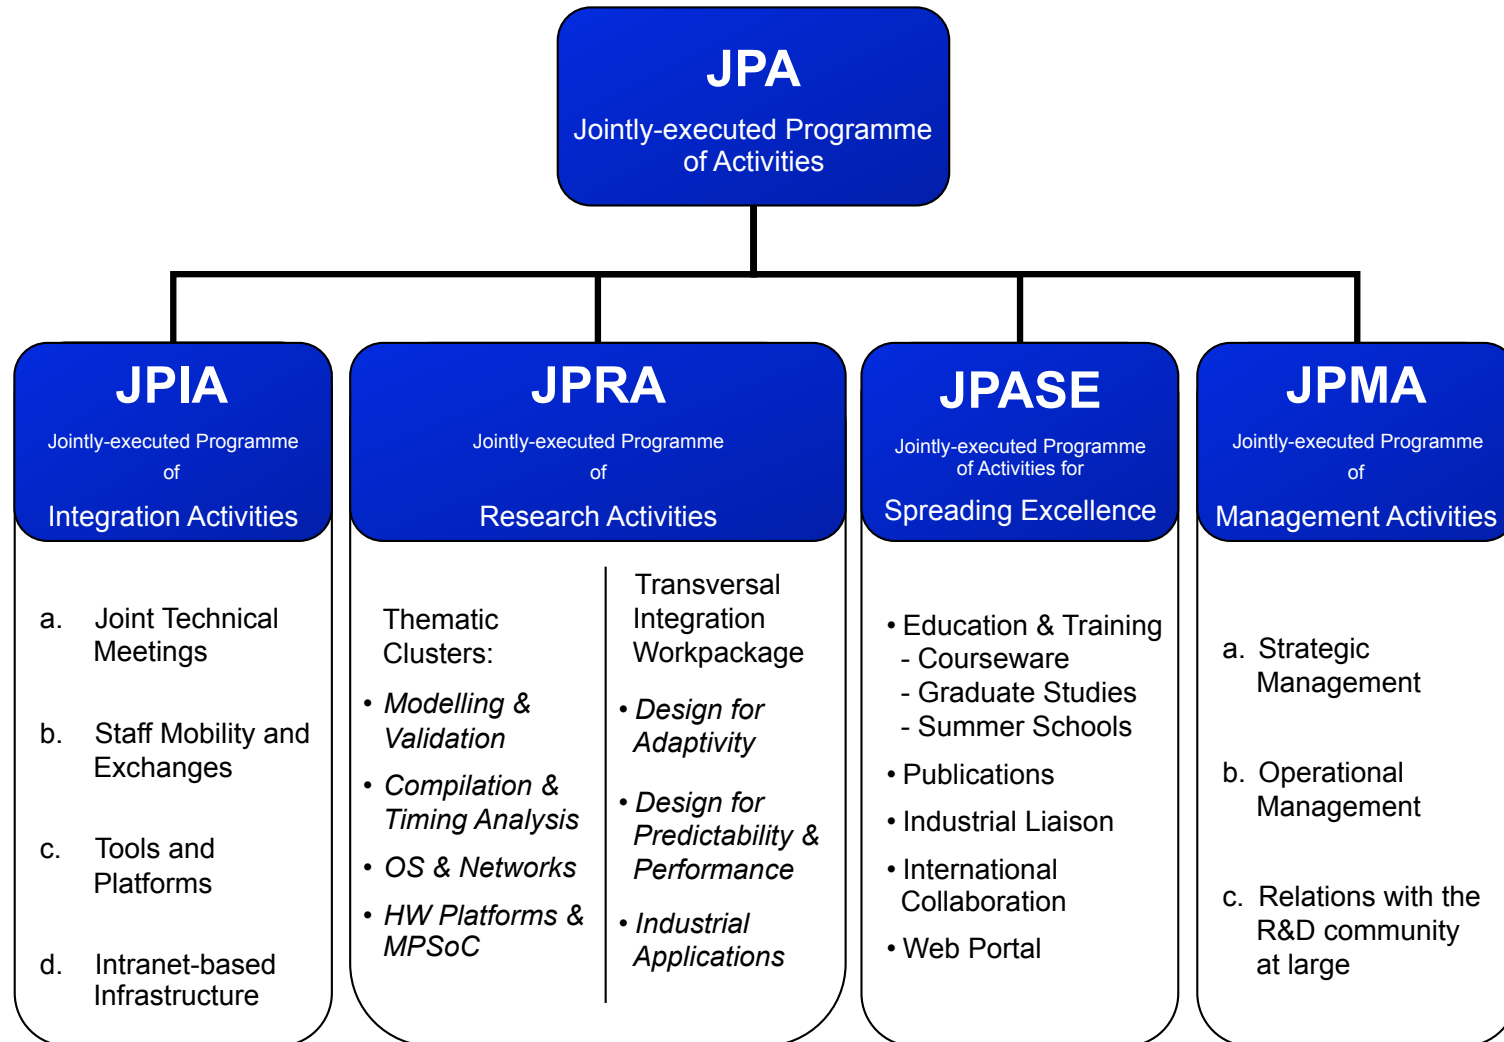 JPA
Jointly-executed Programme
of Activities
JPIA
Jointly-executed Programme
of
Integration Activities
a. Joint Technical
Meetings
b. Staff Mobility and
Exchanges
c. Tools and
Platforms
d. Intranet-based
Infrastructure
JPRA
Jointly-executed Programme
of
Research Activities
Thematic
Clusters:
• Modelling &
Validation
• Compilation &
Timing Analysis
• OS & Networks
• HW Platforms &
MPSoC
Transversal
Integration
Workpackage
• Design for
Adaptivity
• Design for
Predictability &
Performance
• Industrial
Applications
JPASE
Jointly-executed Programme
of Activities for
Spreading Excellence
• Education & Training
- Courseware
- Graduate Studies
- Summer Schools
• Publications
• Industrial Liaison
• International
Collaboration
• Web Portal
JPMA
Jointly-executed Programme
of
Management Activities
a. Strategic
Management
b. Operational
Management
c. Relations with the
R&D community
at large